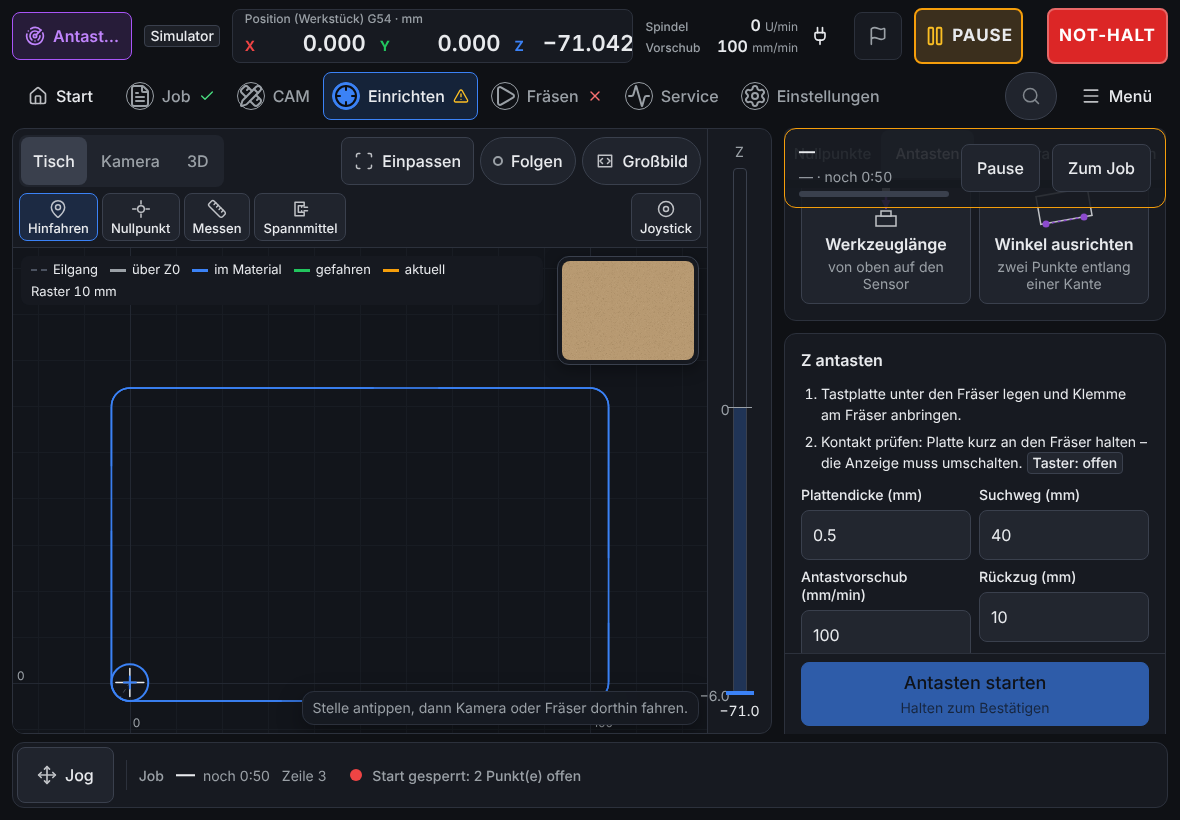 Antast...
Simulator
Position (Werkstück) G54 · mm
X 0.000 Y 0.000 Z −71.042
Spindel 0 U/min
Vorschub 100 mm/min
PAUSE
NOT-HALT
Start
Job
CAM
Einrichten
Fräsen
Service
Einstellungen
Menü
Tisch
Kamera
3D
Einpassen
Folgen
Großbild
Hinfahren
Nullpunkt
Messen
Spannmittel
Joystick
Eilgang
über Z0
im Material
gefahren
aktuell
Raster 10 mm
0
0
Stelle antippen, dann Kamera oder Fräser dorthin fahren.
Z
0
−6.0
−71.0
Nullpunkte
Antasten
— · noch 0:50
Pause
Zum Job
Werkzeuglänge
von oben auf den
Sensor
Winkel ausrichten
zwei Punkte entlang
einer Kante
Z antasten
1. Tastplatte unter den Fräser legen und Klemme
am Fräser anbringen.
2. Kontakt prüfen: Platte kurz an den Fräser halten –
die Anzeige muss umschalten. Taster: offen
Plattendicke (mm)
0.5
Suchweg (mm)
40
Antastvorschub
(mm/min)
100
Rückzug (mm)
10
Antasten starten
Halten zum Bestätigen
Jog
Job — noch 0:50 Zeile 3
Start gesperrt: 2 Punkt(e) offen